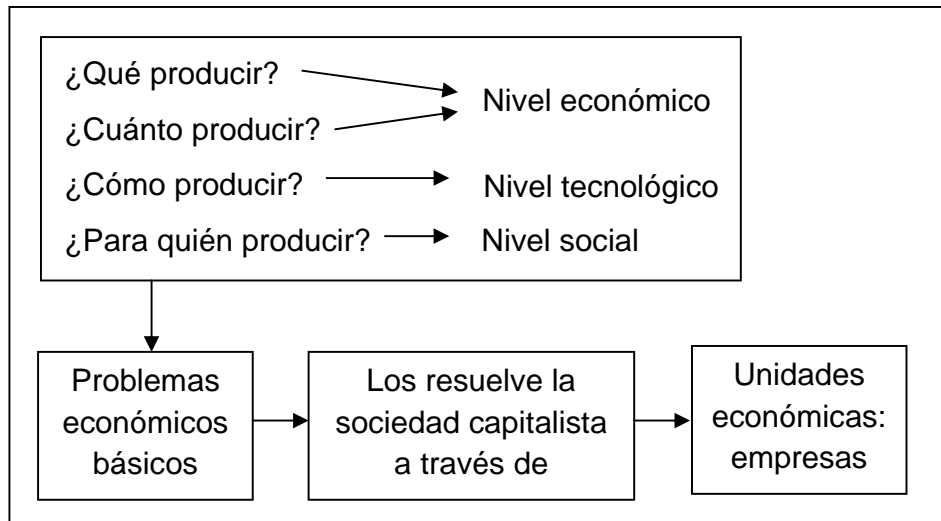 ¿Qué producir?
¿Cuánto producir?
Nivel económico
¿Cómo producir?
Nivel tecnológico
¿Para quién producir?
Nivel social
Problemas
económicos
básicos
Los resuelve la
sociedad capitalista
a través de
Unidades
económicas:
empresas